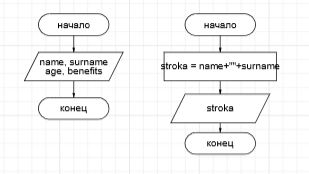 начало
name, surname
age, benefits
конец
начало
stroka = name+""+surname
stroka
конец